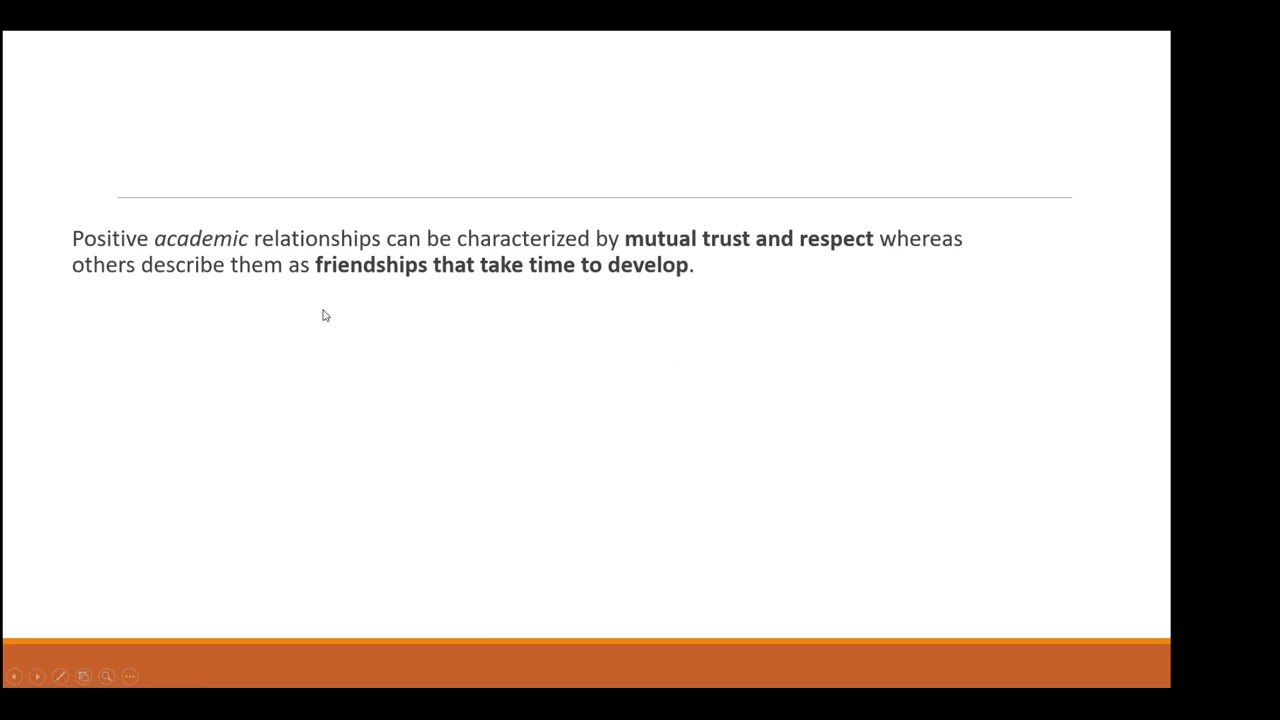 Positive academic relationships can be characterized by mutual trust and respect whereas
others describe them as friendships that take time to develop.